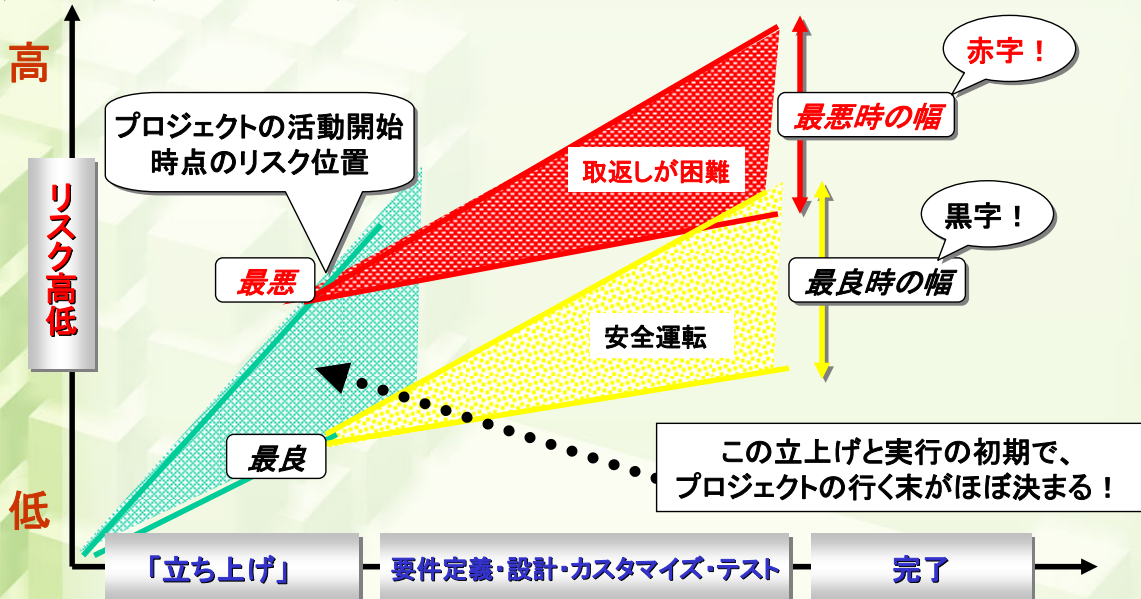 高
赤字！
最悪時の幅
プロジェクトの活動開始
時点のリスク位置
取返しが困難
リスク高低
黒字！
最悪
最良時の幅
安全運転
最良
この立上げと実行の初期で、
プロジェクトの行く末がほぼ決まる！
低
「立ち上げ」
要件定義・設計・カスタマイズ・テスト
完了